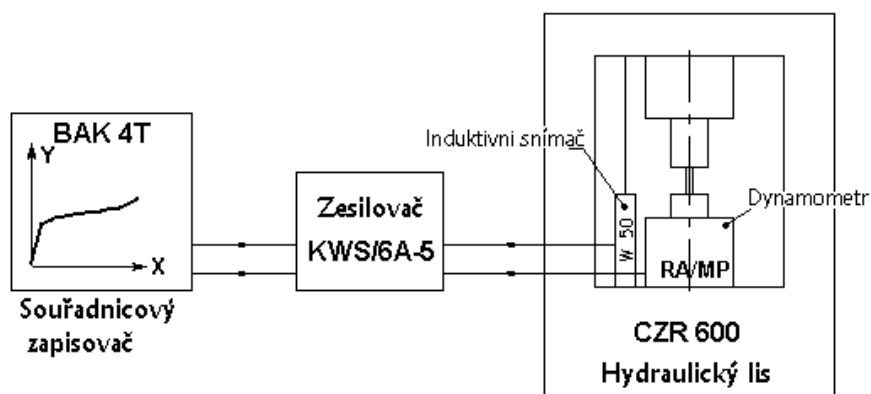 BAK 4T
Y
X
Souřadnicový
zapisovač
Zesilovač
KWS/6A-5
Induktivni snímač
W 50
Dynamometr
RA/MP
CZR 600
Hydraulický lis